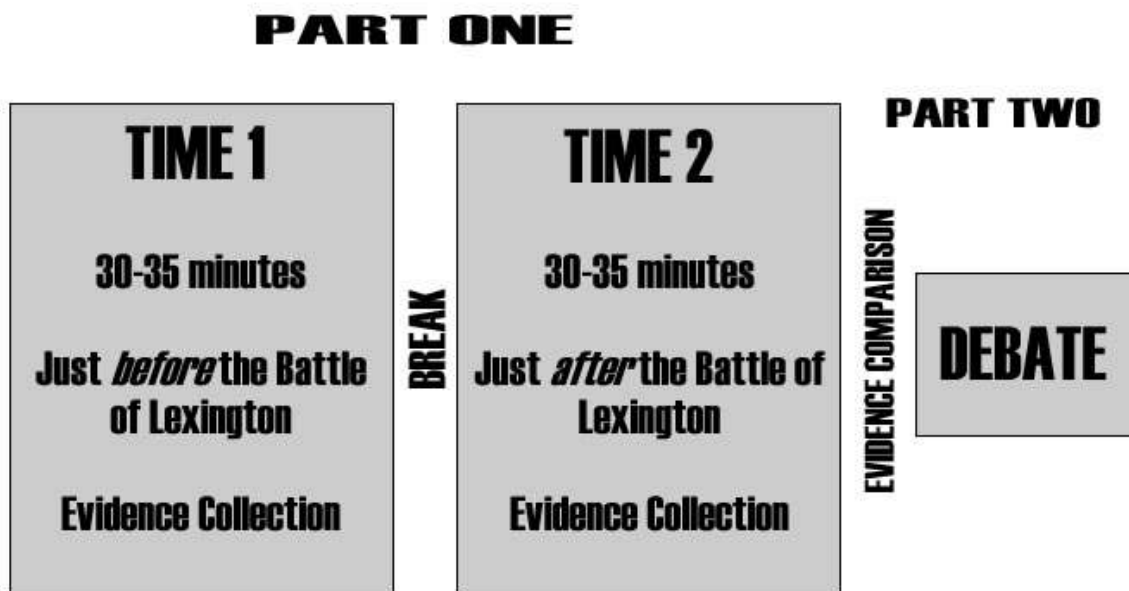 PART ONE
TIME 1
30-35 minutes
Just before the Battle
of Lexington
Evidence Collection
BREAK
TIME 2
30-35 minutes
Just after the Battle of
Lexington
Evidence Collection
PART TWO
EVIDENCE COMPARISON
DEBATE